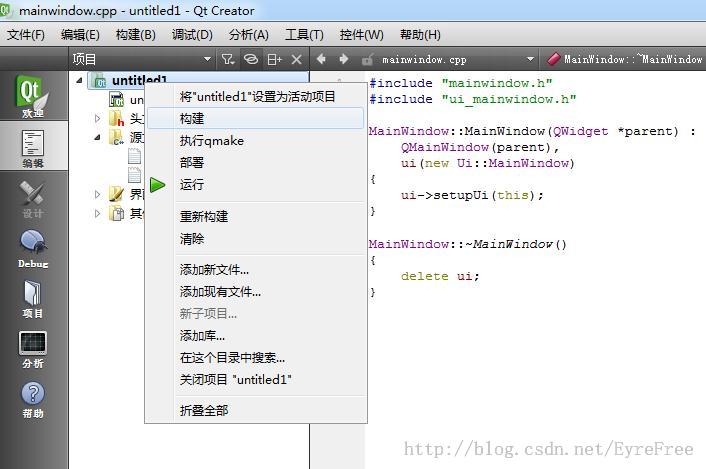 mainwindow.cpp - untitled1 - Qt Creator
文件(F) 编辑(E) 构建(B) 调试(D) 分析(A) 工具(T) 控件(W) 帮助(H)
项目
mainwindow.cpp
MainWindow::~MainWindow
欢迎
编辑
设计
Debug
项目
分析
帮助
untitled1
un
头
h
源
C++
界
其
将"untitled1"设置为活动项目
构建
执行qmake
部署
运行
重新构建
清除
添加新文件...
添加现有文件...
新子项目...
添加库...
在这个目录中搜索...
关闭项目 "untitled1"
折叠全部
#include "mainwindow.h"
#include "ui_mainwindow.h"
MainWindow::MainWindow(QWidget *parent) :
QMainWindow(parent),
ui(new Ui::MainWindow)
{
ui->setupUi(this);
}
MainWindow::~MainWindow()
{
delete ui;
}
http://blog.csdn.net/EyreFree